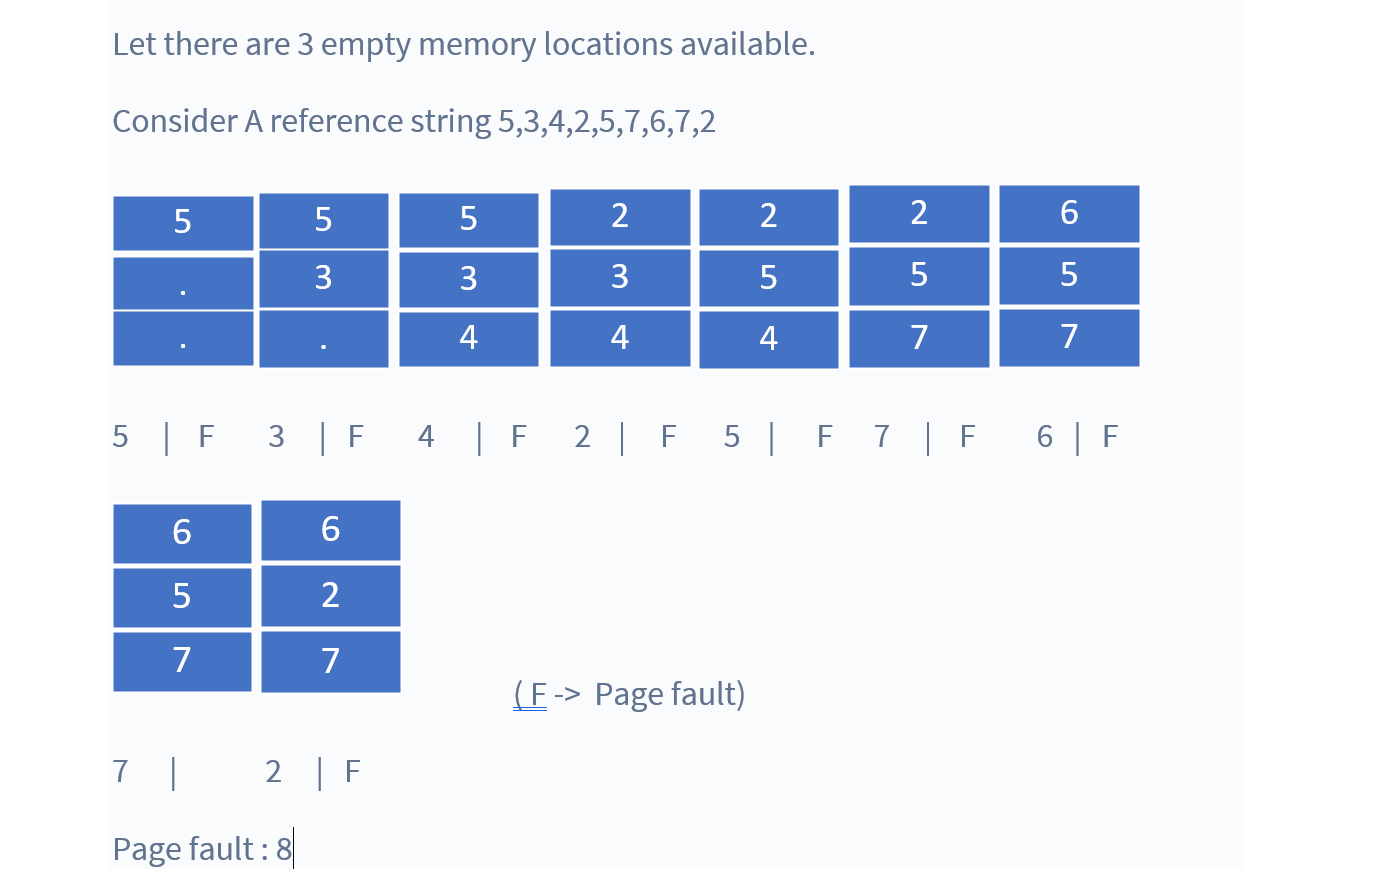 Let there are 3 empty memory locations available.
Consider A reference string 5,3,4,2,5,7,6,7,2
5 5 5 2 2 2 6
. 3 3 3 5 5 5
. . 4 4 4 7 7
5 | F 3 | F 4 | F 2 | F 5 | F 7 | F 6 | F
6 6
5 2
7 7
( F -> Page fault)
7 | 2 | F
Page fault : 8